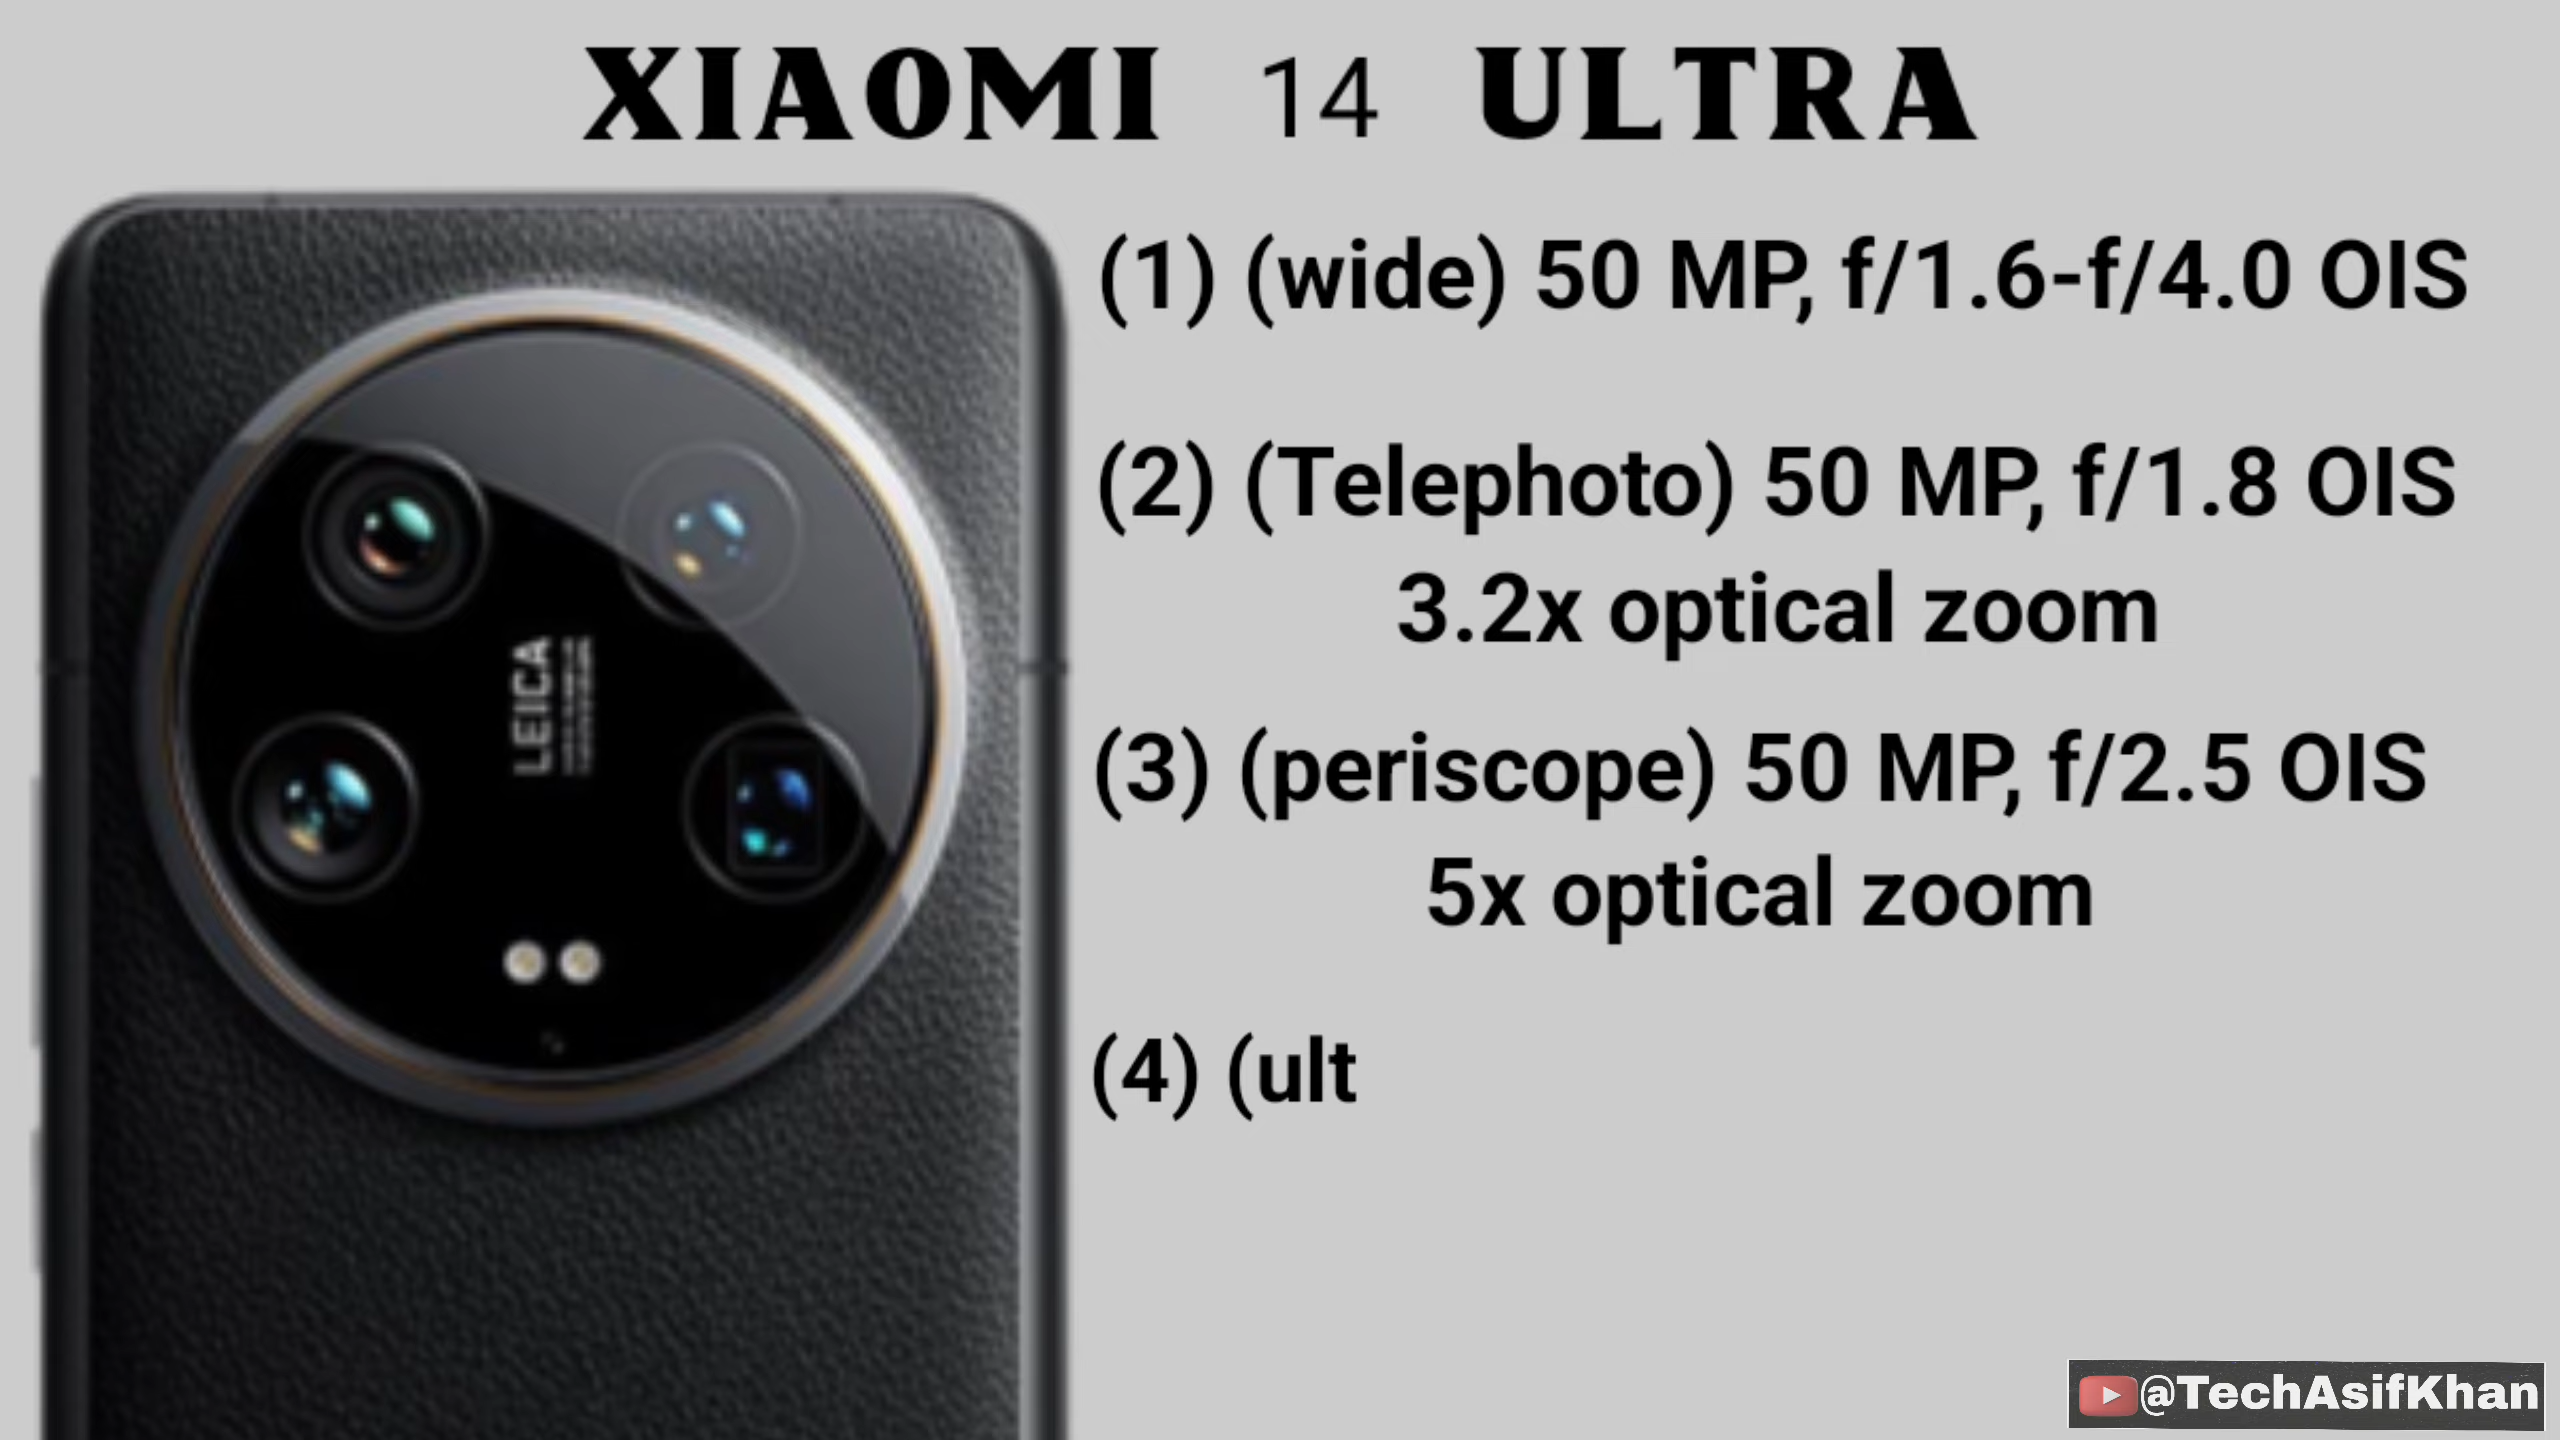 XIAOMI 14 ULTRA
(1) (wide) 50 MP, f/1.6-f/4.0 OIS
(2) (Telephoto) 50 MP, f/1.8 OIS
3.2x optical zoom
(3) (periscope) 50 MP, f/2.5 OIS
5x optical zoom
(4) (ult
LEICA
@TechAsifKhan